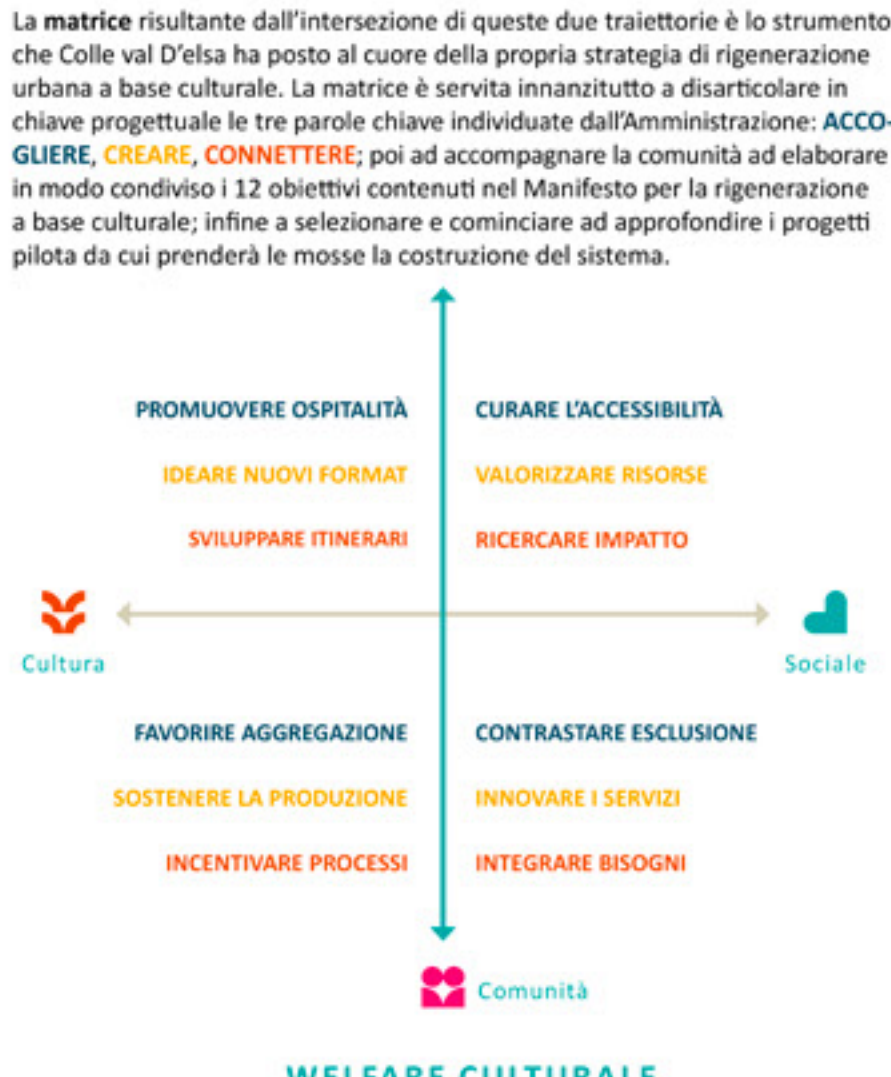 La matrice risultante dall'intersezione di queste due traiettorie è lo strumento
che Colle val D'elsa ha posto al cuore della propria strategia di rigenerazione
urbana a base culturale. La matrice è servita innanzitutto a disarticolare in
chiave progettuale le tre parole chiave individuate dall'Amministrazione: ACCO-
GLIERE, CREARE, CONNETTERE; poi ad accompagnare la comunità ad elaborare
in modo condiviso i 12 obiettivi contenuti nel Manifesto per la rigenerazione
a base culturale; infine a selezionare e cominciare ad approfondire i progetti
pilota da cui prenderà le mosse la costruzione del sistema.
PROMUOVERE OSPITALITÀ
IDEARE NUOVI FORMAT
SVILUPPARE ITINERARI
CURARE L'ACCESSIBILITÀ
VALORIZZARE RISORSE
RICERCARE IMPATTO
Cultura
Sociale
FAVORIRE AGGREGAZIONE
SOSTENERE LA PRODUZIONE
INCENTIVARE PROCESSI
CONTRASTARE ESCLUSIONE
INNOVARE I SERVIZI
INTEGRARE BISOGNI
Comunità
WELFARE CULTURALE